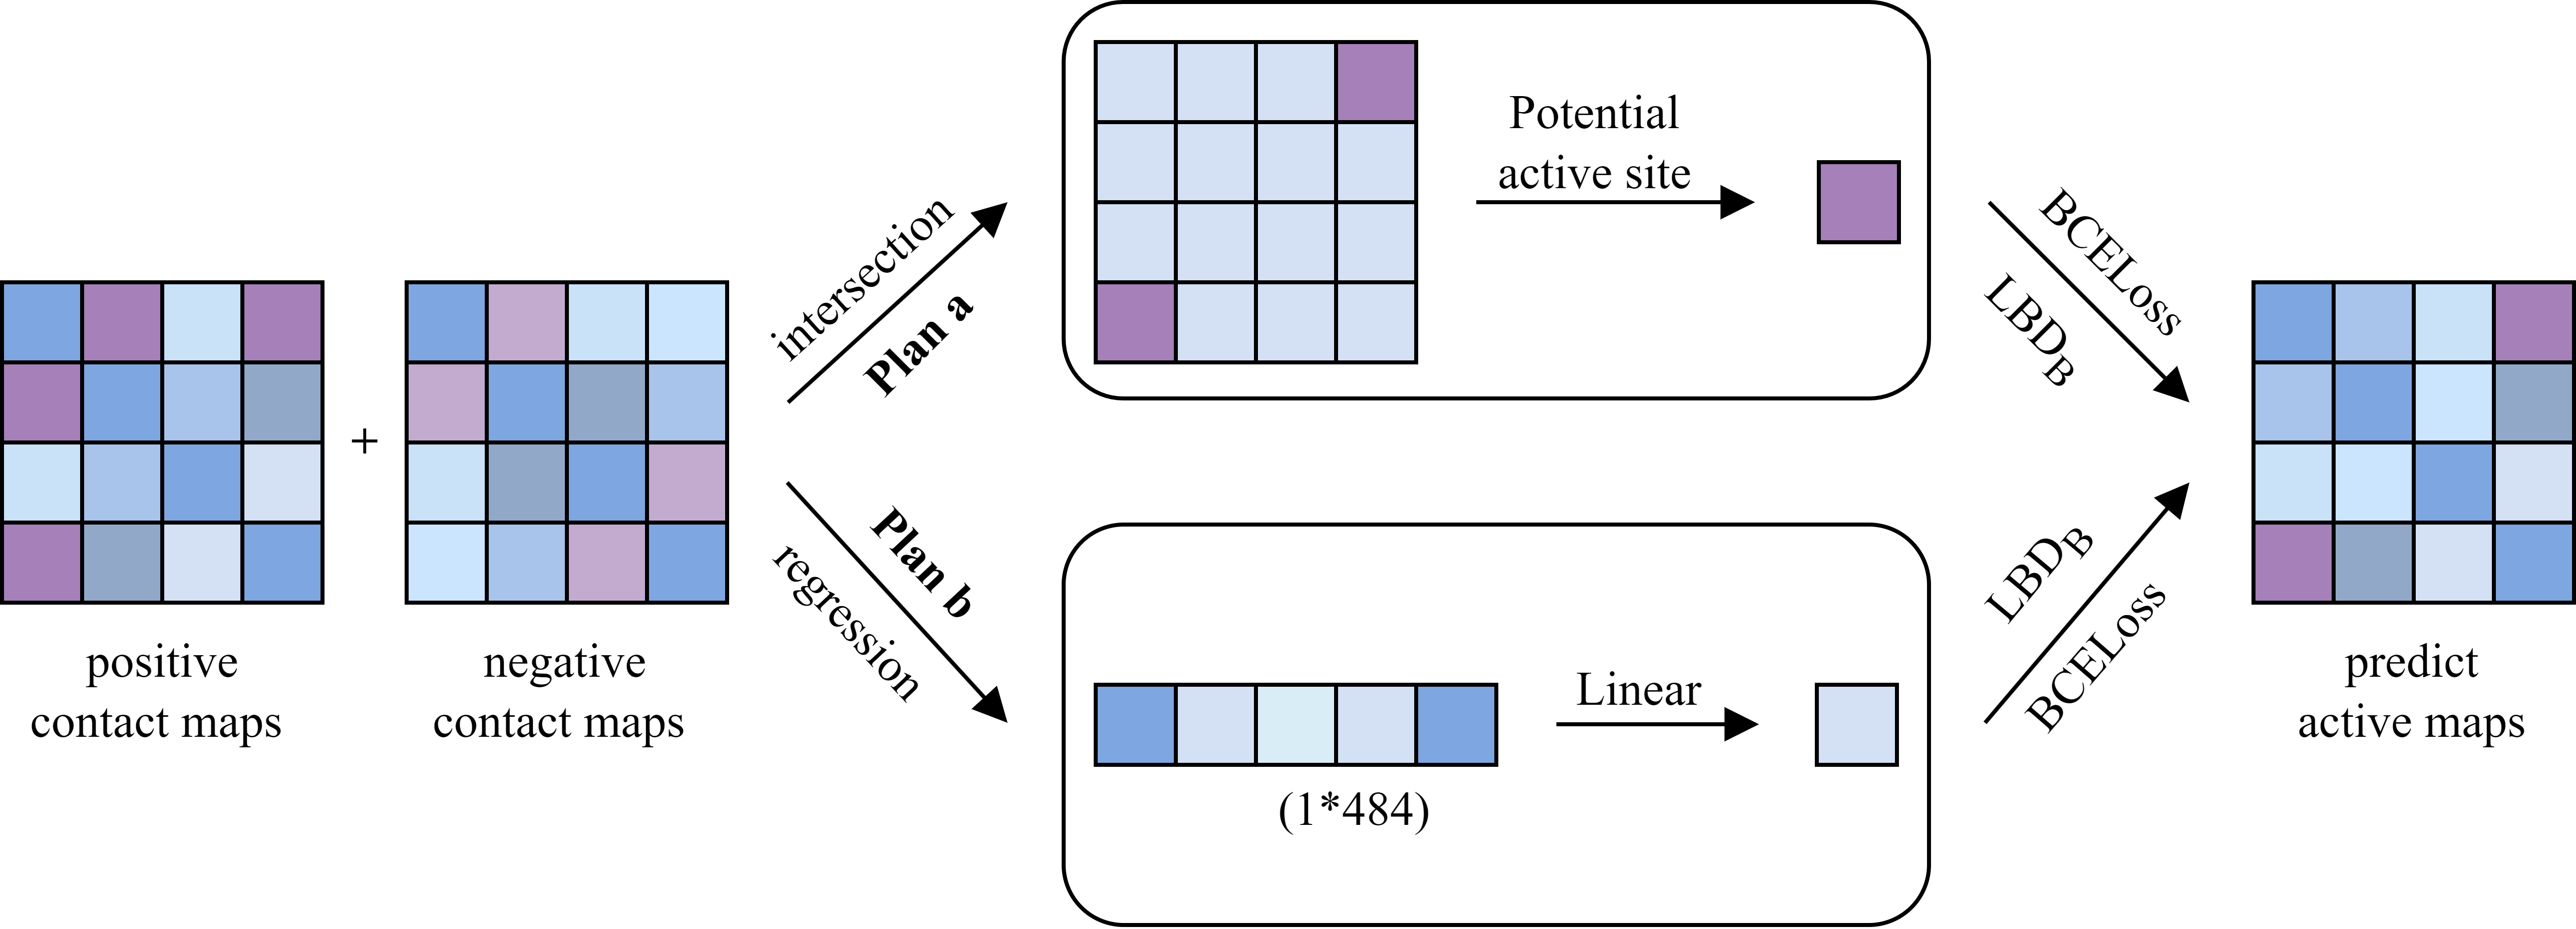 positive
contact maps
+
negative
contact maps
intersection
Plan a
Plan b
regression
Potential
active site
(1*484)
Linear
BCELoss
LBD_B
LBD_B
BCELoss
predict
active maps